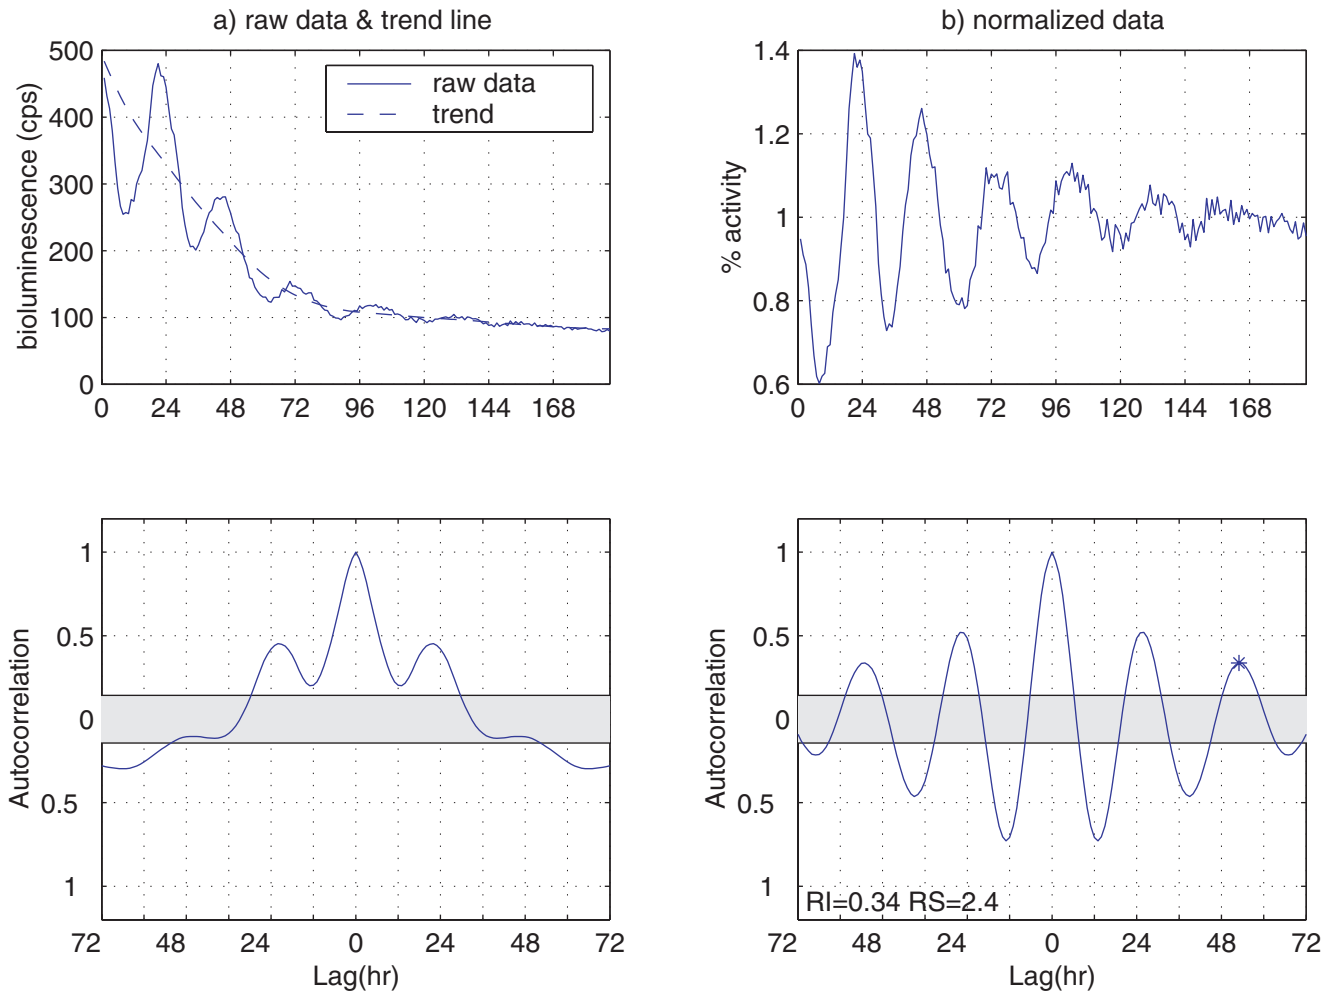 a) raw data & trend line
bioluminescence (cps)
500
400
300
200
100
0
raw data
trend
0 24 48 72 96 120 144 168
b) normalized data
% activity
1.4
1.2
1
0.8
0.6
0 24 48 72 96 120 144 168
Autocorrelation
1
0.5
0
0.5
1
72 48 24 0 24 48 72
Lag(hr)
Autocorrelation
1
0.5
0
0.5
1
RI=0.34 RS=2.4
72 48 24 0 24 48 72
Lag(hr)